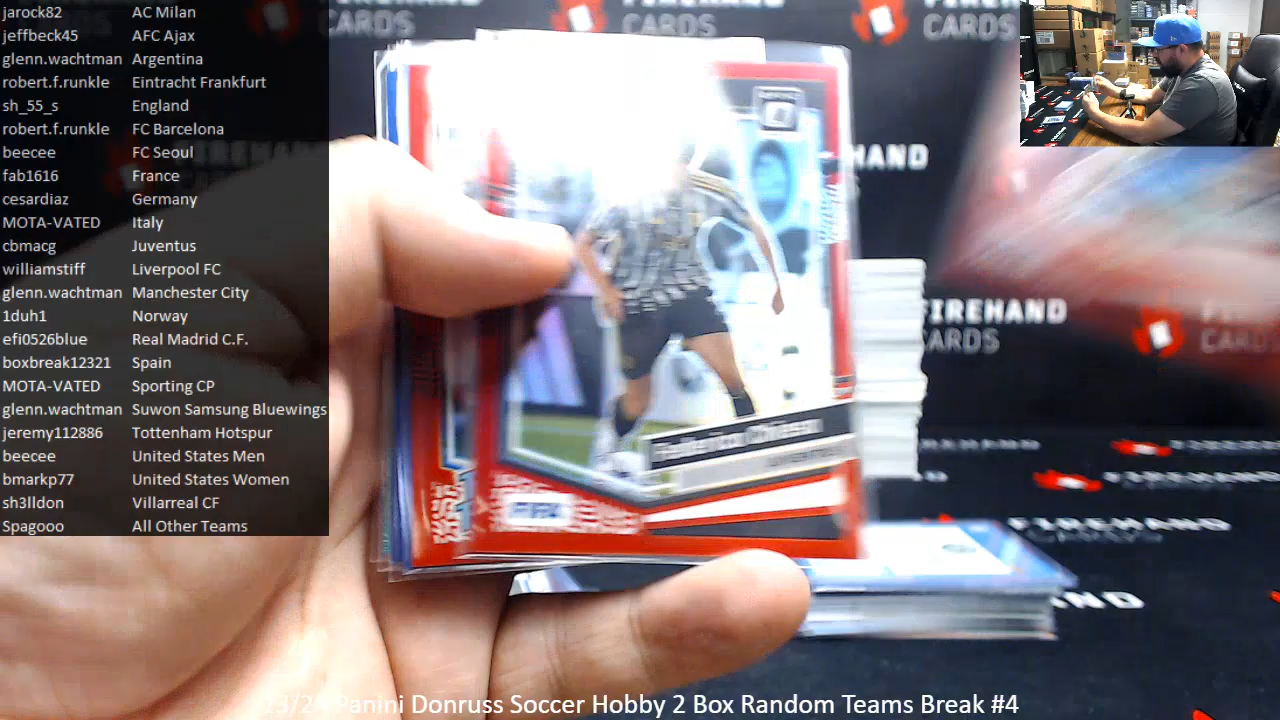 jarock82 AC Milan
jeffbeck45 AFC Ajax
glenn.wachtman Argentina
robert.f.runkle Eintracht Frankfurt
sh_55_s England
robert.f.runkle FC Barcelona
beecee FC Seoul
fab1616 France
cesardiaz Germany
MOTA-VATED Italy
cbmacg Juventus
williamstiff Liverpool FC
glenn.wachtman Manchester City
1duh1 Norway
efi0526blue Real Madrid C.F.
boxbreak12321 Spain
MOTA-VATED Sporting CP
glenn.wachtman Suwon Samsung Bluewings
jeremy112886 Tottenham Hotspur
beecee United States Men
bmarkp77 United States Women
sh3lldon Villarreal CF
Spagooo All Other Teams
CARDS
CARDS
CARDS
FIREHAND
CARDS
FIREHAND
CARDS
FIREHAND
FIFA
Panini Donruss Soccer Hobby 2 Box Random Teams Break #4